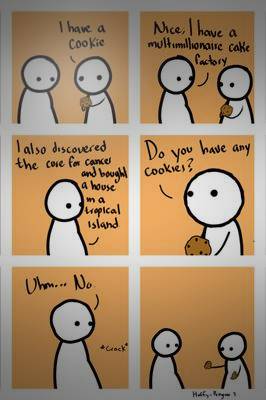 I have a
cookie
Nice. I have a
multimillionaire cake
factory
I also discovered
the cure for cancer
and bought
a house
in a
tropical
island
Do you have any
cookies?
Uhm... No.
*Crack*